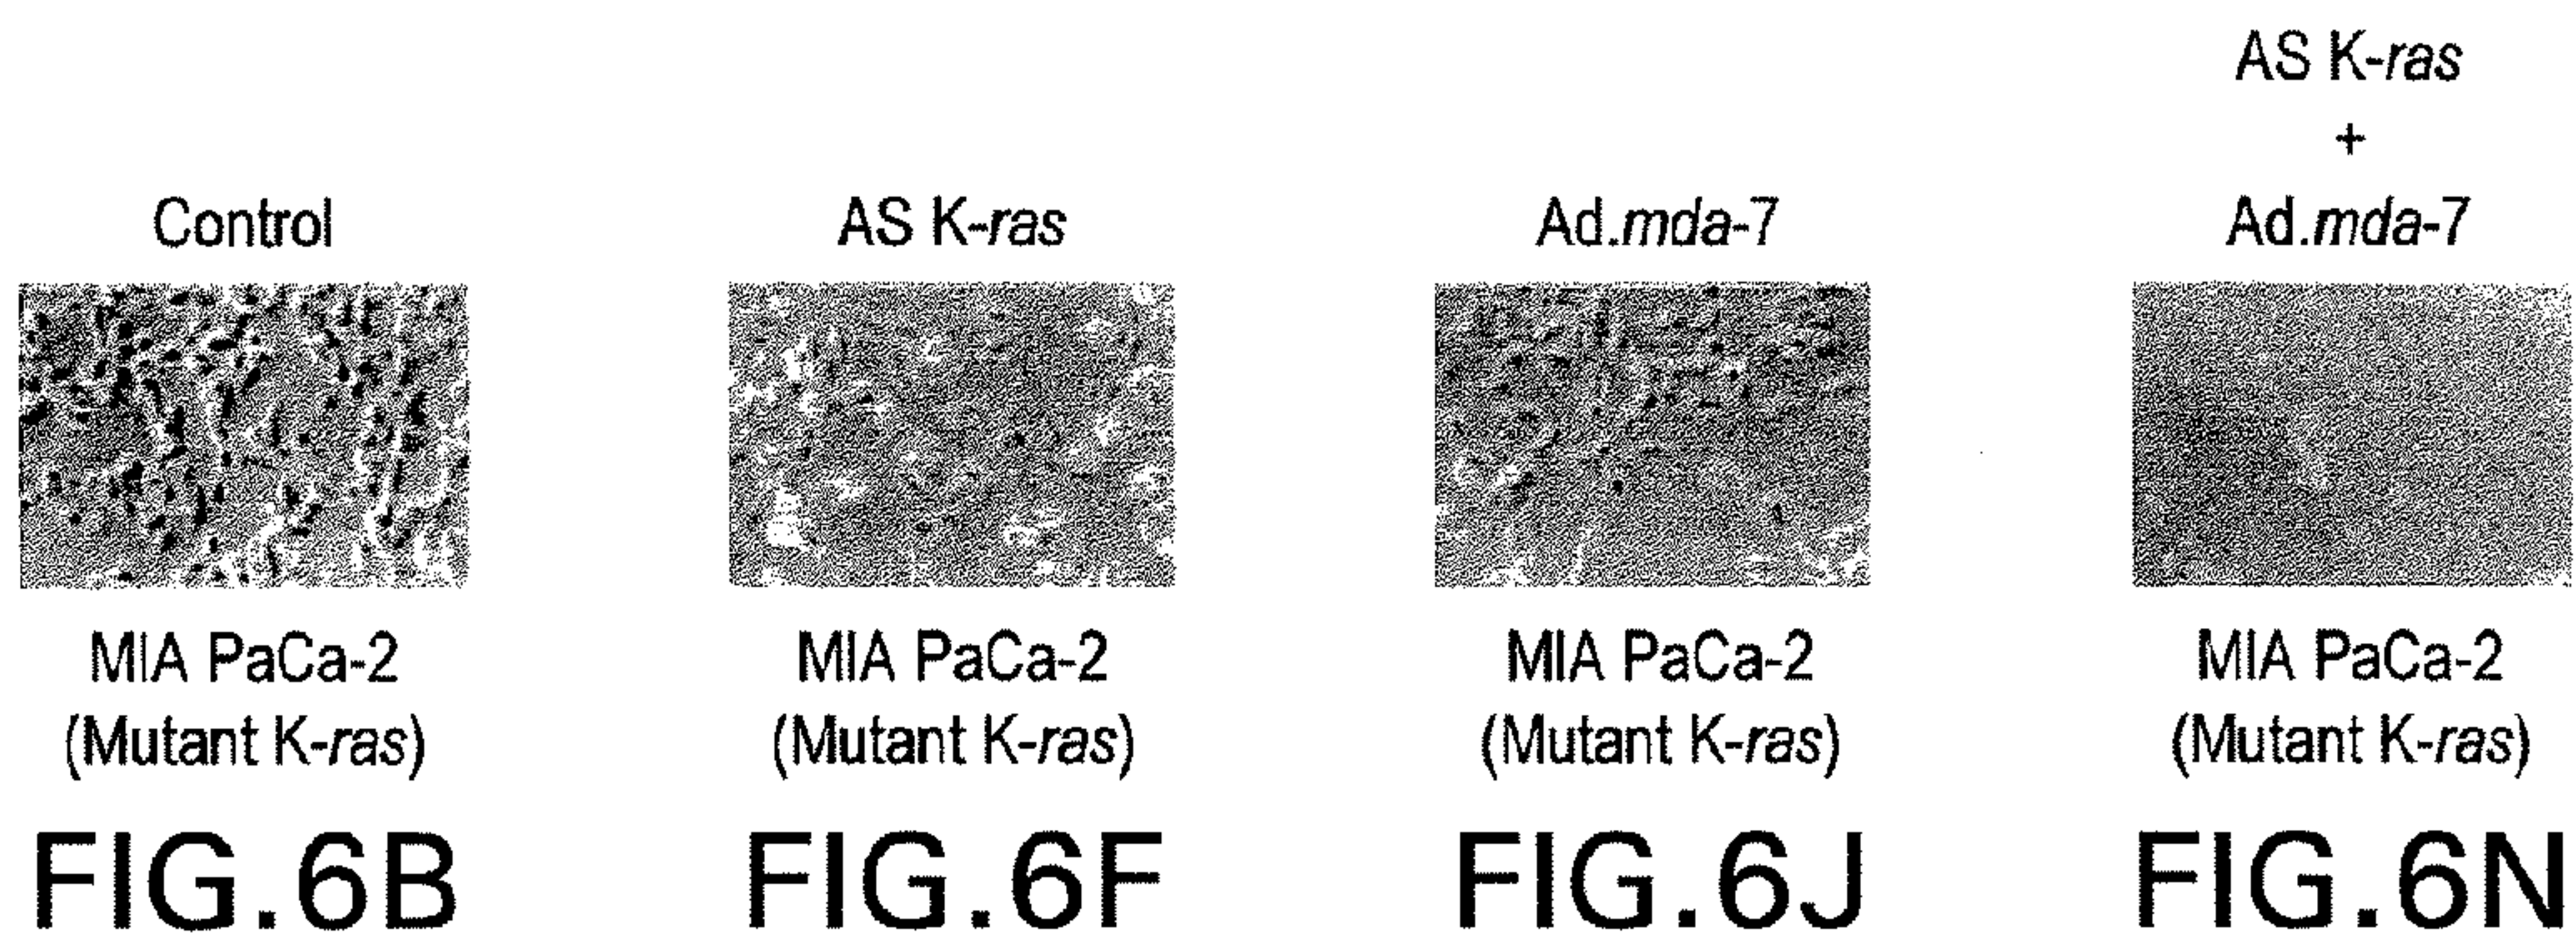 Control
MIA PaCa-2
(Mutant K-ras)
FIG.6B
AS K-ras
MIA PaCa-2
(Mutant K-ras)
FIG.6F
Ad.mda-7
MIA PaCa-2
(Mutant K-ras)
FIG.6J
AS K-ras
+
Ad.mda-7
MIA PaCa-2
(Mutant K-ras)
FIG.6N